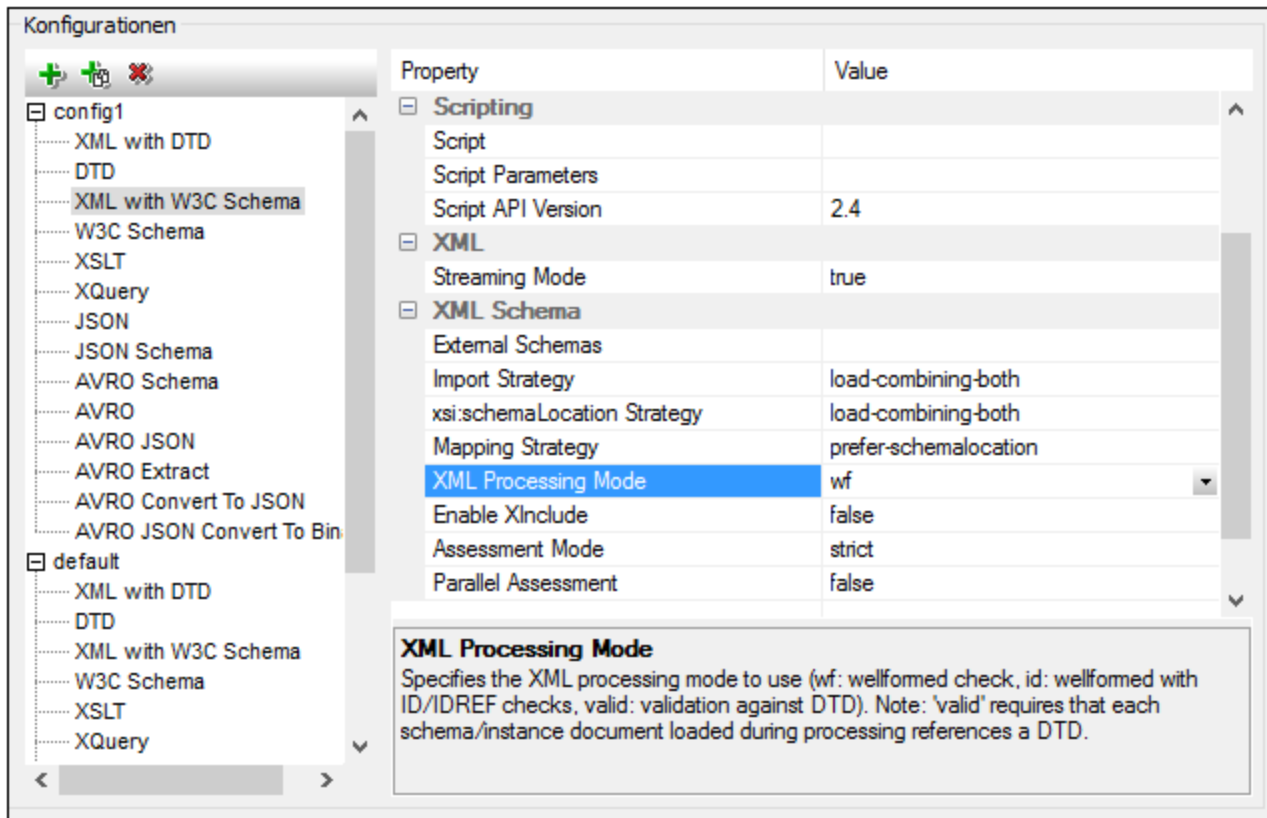 Konfigurationen
config1
XML with DTD
DTD
XML with W3C Schema
W3C Schema
XSLT
XQuery
JSON
JSON Schema
AVRO Schema
AVRO
AVRO JSON
AVRO Extract
AVRO Convert To JSON
AVRO JSON Convert To Bin
default
XML with DTD
DTD
XML with W3C Schema
W3C Schema
XSLT
XQuery
Property Value
Scripting
Script
Script Parameters
Script API Version 2.4
XML
Streaming Mode true
XML Schema
External Schemas
Import Strategy load-combining-both
xsi:schemaLocation Strategy load-combining-both
Mapping Strategy prefer-schemalocation
XML Processing Mode wf
Enable XInclude false
Assessment Mode strict
Parallel Assessment false
XML Processing Mode
Specifies the XML processing mode to use (wf: wellformed check, id: wellformed with
ID/IDREF checks, valid: validation against DTD). Note: 'valid' requires that each
schema/instance document loaded during processing references a DTD.